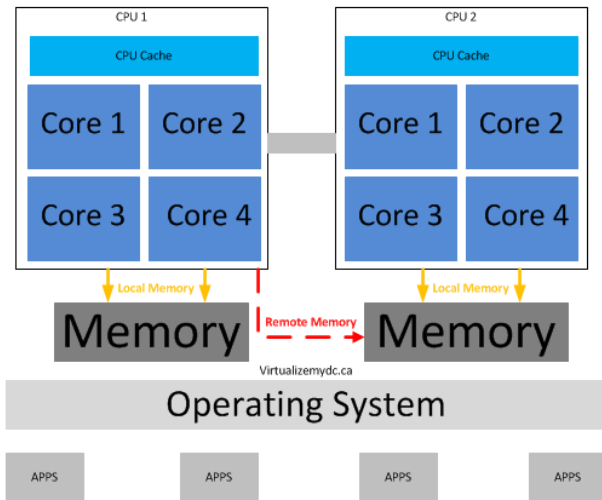 CPU 1
CPU 2
CPU Cache
CPU Cache
Core 1
Core 2
Core 1
Core 2
Core 3
Core 4
Core 3
Core 4
Local Memory
Local Memory
Remote Memory
Memory
Memory
Virtualizemydc.ca
Operating System
APPS
APPS
APPS
APPS